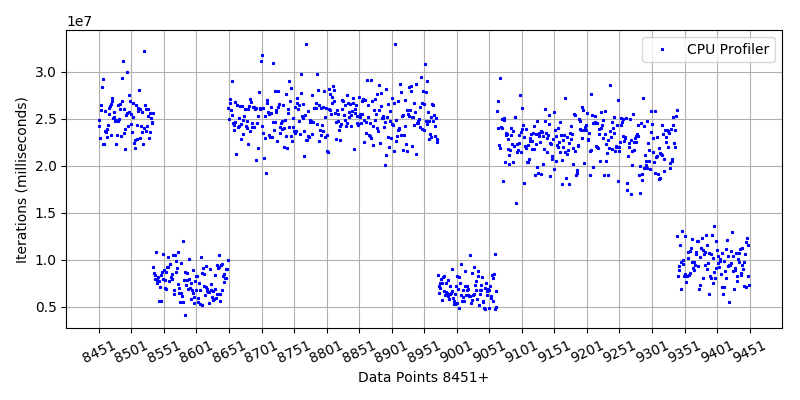 1e7
CPU Profiler
3.0
2.5
2.0
1.5
1.0
0.5
Iterations (milliseconds)
8451 8501 8551 8601 8651 8701 8751 8801 8851 8901 8951 9001 9051 9101 9151 9201 9251 9301 9351 9401 9451
Data Points 8451+